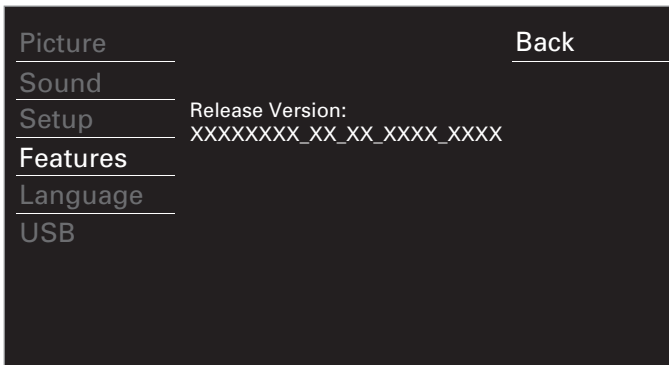 Picture
Sound
Setup
Features
Language
USB
Release Version:
XXXXXXXX_XX_XX_XXXX_XXXX
Back